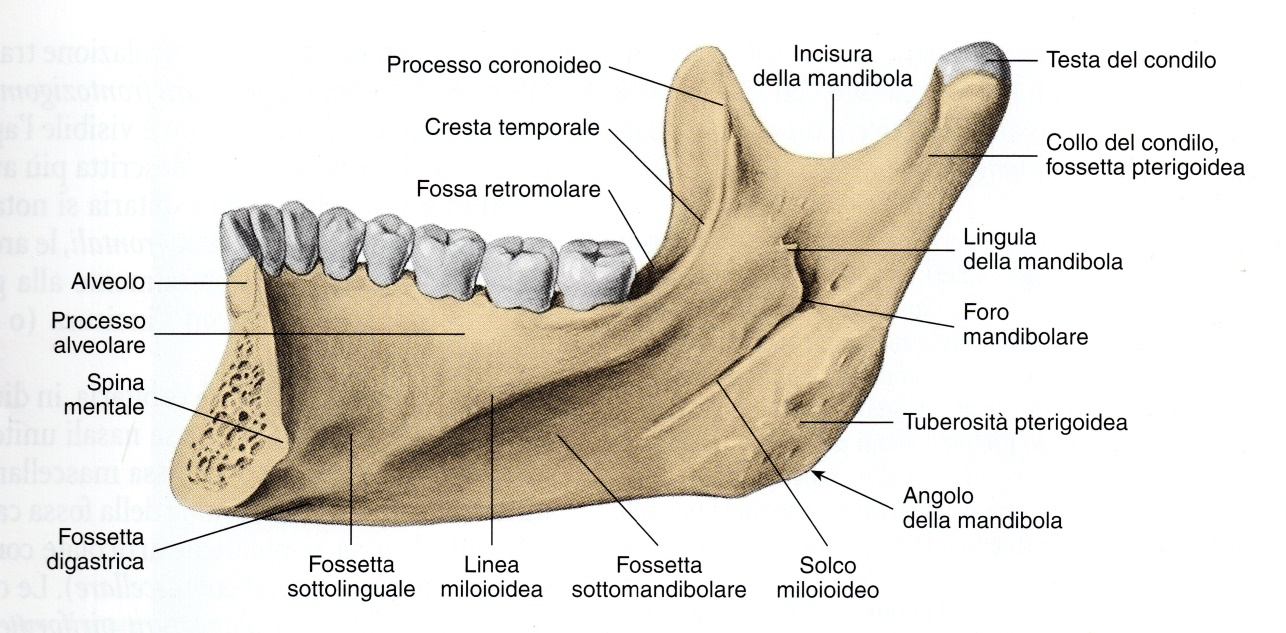 Processo coronoideo
Cresta temporale
Fossa retromolare
Incisura
della mandibola
Testa del condilo
Collo del condilo,
fossetta pterigoidea
Lingula
della mandibola
Foro
mandibolare
Tuberosità pterigoidea
Angolo
della mandibola
Alveolo
Processo
alveolare
Spina
mentale
Fossetta
digastrica
Fossetta
sottolinguale
Linea
miloioidea
Fossetta
sottomandibolare
Solco
miloioideo